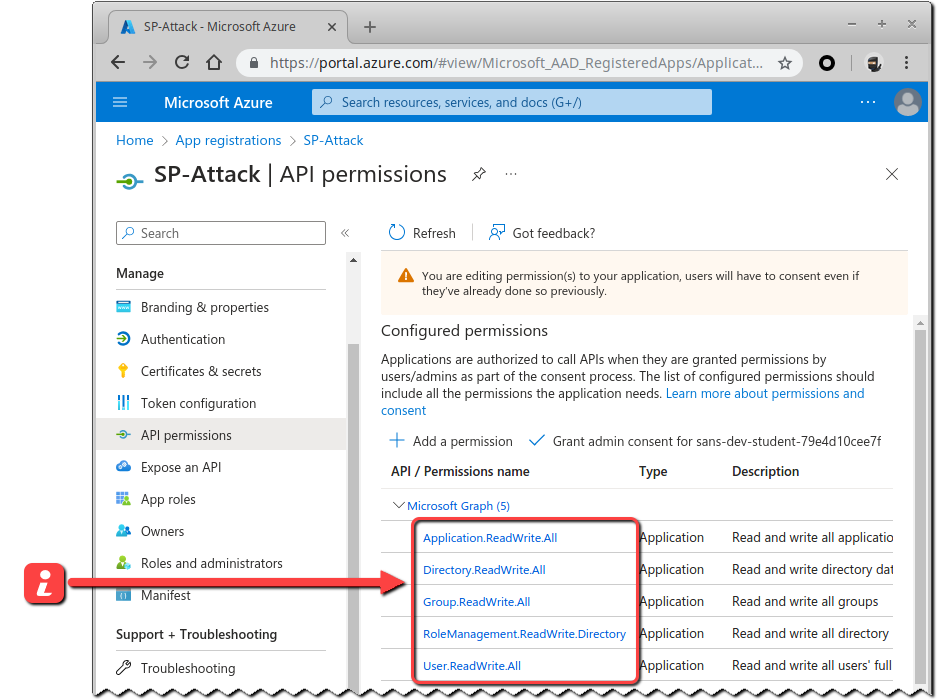 SP-Attack - Microsoft Azure
https://portal.azure.com/#view/Microsoft_AAD_RegisteredApps/Applicat...
Microsoft Azure
Search resources, services, and docs (G+/)
Home > App registrations > SP-Attack
SP-Attack | API permissions
Search
Refresh
Got feedback?
Manage
Branding & properties
Authentication
Certificates & secrets
Token configuration
API permissions
Expose an API
App roles
Owners
Roles and administrators
Manifest
Support + Troubleshooting
Troubleshooting
You are editing permission(s) to your application, users will have to consent even if
they've already done so previously.
Configured permissions
Applications are authorized to call APIs when they are granted permissions by
users/admins as part of the consent process. The list of configured permissions should
include all the permissions the application needs. Learn more about permissions and
consent
Add a permission Grant admin consent for sans-dev-student-79e4d10cee7f
API / Permissions name Type Description
Microsoft Graph (5)
Application.ReadWrite.All Application Read and write all applicatio
Directory.ReadWrite.All Application Read and write directory dat
Group.ReadWrite.All Application Read and write all groups
RoleManagement.ReadWrite.Directory Application Read and write all directory
User.ReadWrite.All Application Read and write all users' full
i